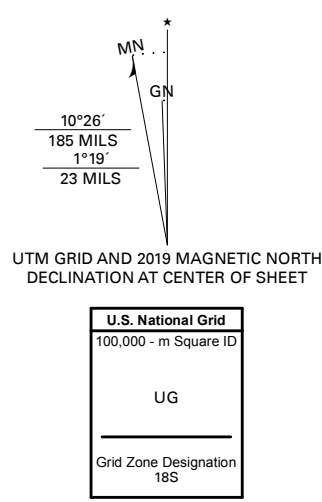 ★
MN
GN
10°26´
185 MILS
1°19´
23 MILS
UTM GRID AND 2019 MAGNETIC NORTH
DECLINATION AT CENTER OF SHEET
U.S. National Grid
100,000 - m Square ID
UG
Grid Zone Designation
18S